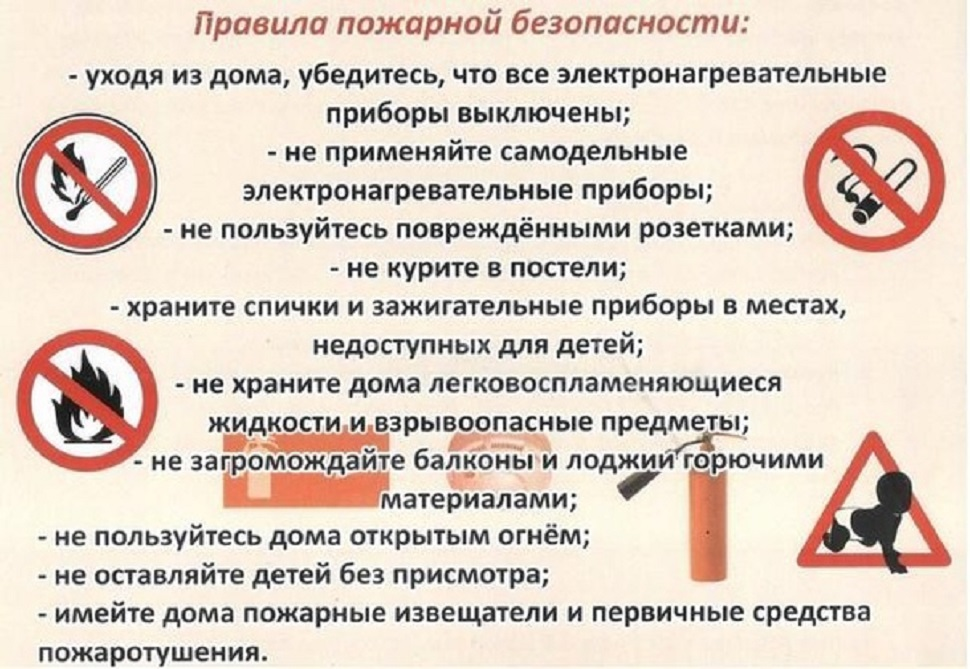 Правила пожарной безопасности:
- уходя из дома, убедитесь, что все электронагревательные
приборы выключены;
- не применяйте самодельные
электронагревательные приборы;
- не пользуйтесь повреждёнными розетками;
- не курите в постели;
- храните спички и зажигательные приборы в местах,
недоступных для детей;
- не храните дома легковоспламеняющиеся
жидкости и взрывоопасные предметы;
- не загромождайте балконы и лоджии горючими
материалами;
- не пользуйтесь дома открытым огнём;
- не оставляйте детей без присмотра;
- имейте дома пожарные извещатели и первичные средства
пожаротушения.